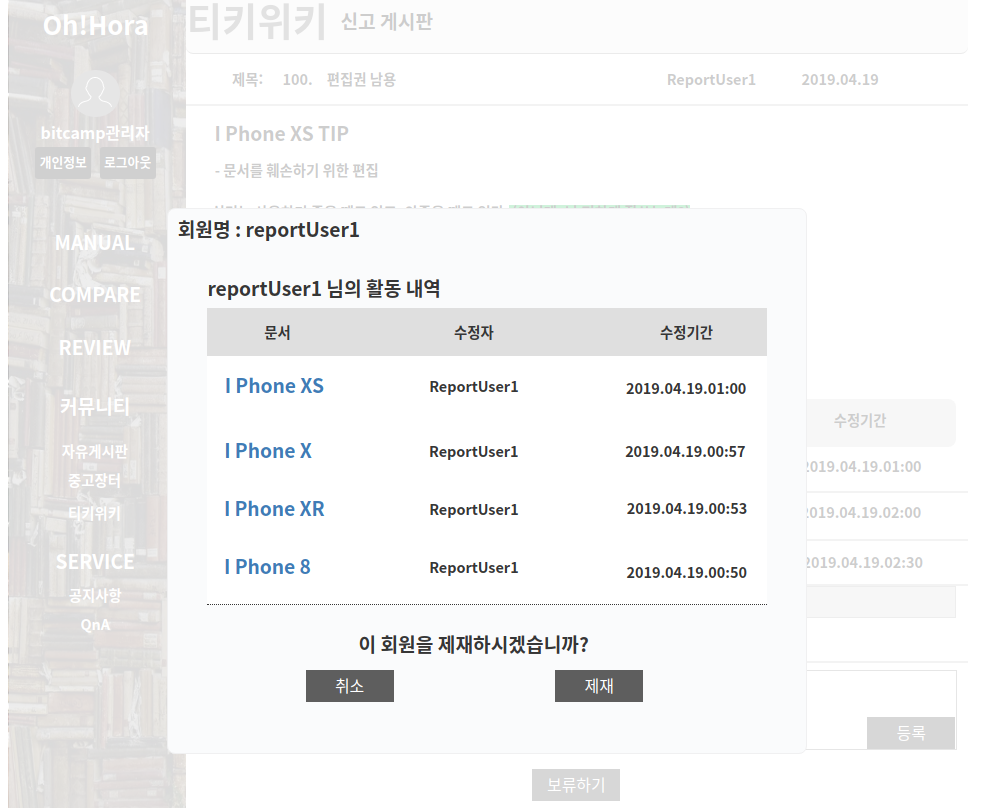 Oh!Hora
bitcamp관리자
개인정보 로그아웃
MANUAL
COMPARE
REVIEW
커뮤니티
자유게시판
중고장터
티키위키
SERVICE
공지사항
QnA
티키위키 신고 게시판
제목: 100. 편집권 남용 ReportUser1 2019.04.19
I Phone XS TIP
- 문서를 훼손하기 위한 편집
회원명 : reportUser1
reportUser1 님의 활동 내역
문서 수정자 수정기간
I Phone XS ReportUser1 2019.04.19.01:00
I Phone X ReportUser1 2019.04.19.00:57
I Phone XR ReportUser1 2019.04.19.00:53
I Phone 8 ReportUser1 2019.04.19.00:50
이 회원을 제재하시겠습니까?
취소 제재
수정기간
2019.04.19.01:00
2019.04.19.02:00
2019.04.19.02:30
등록
보류하기